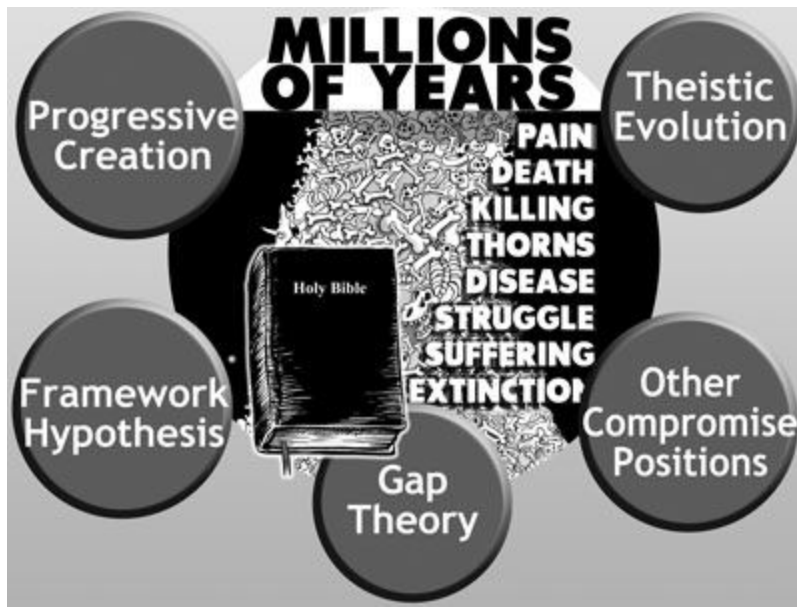 MILLIONS
OF YEARS
Progressive
Creation
Theistic
Evolution
PAIN
DEATH
KILLING
THORNS
DISEASE
STRUGGLE
SUFFERING
EXTINCTION
Holy Bible
Framework
Hypothesis
Gap
Theory
Other
Compromise
Positions